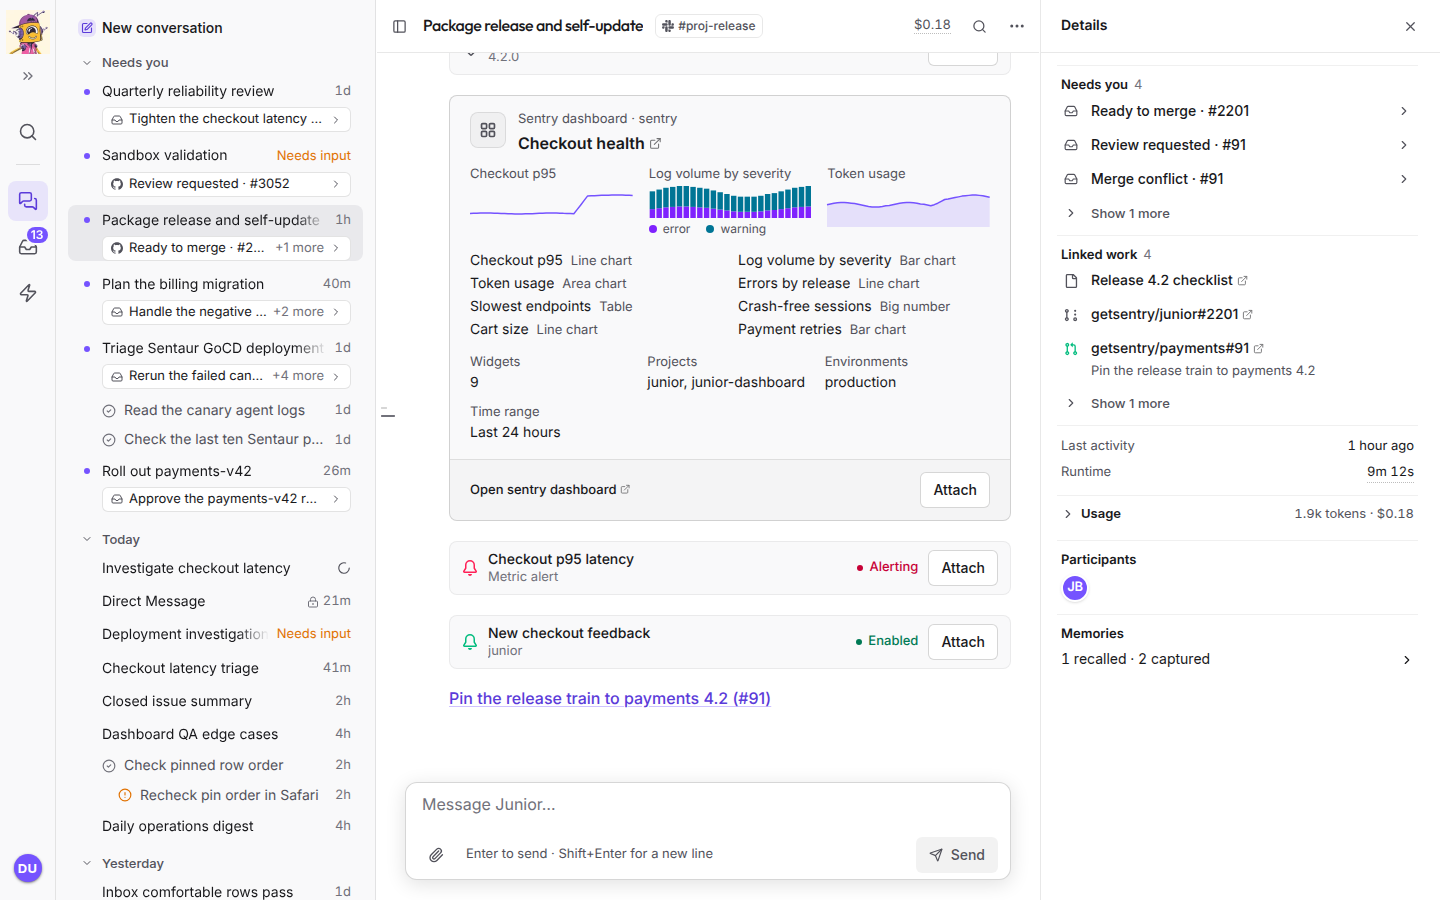 New conversation
Needs you
Quarterly reliability review 1d
Tighten the checkout latency ...
Sandbox validation Needs input
Review requested · #3052
Package release and self-update 1h
Ready to merge · #2... +1 more
Plan the billing migration 40m
Handle the negative ... +2 more
Triage Sentaur GoCD deployment 1d
Rerun the failed can... +4 more
Read the canary agent logs 1d
Check the last ten Sentaur p... 1d
Roll out payments-v42 26m
Approve the payments-v42 r...
Today
Investigate checkout latency
Direct Message 21m
Deployment investigation Needs input
Checkout latency triage 41m
Closed issue summary 2h
Dashboard QA edge cases 4h
Check pinned row order 2h
Recheck pin order in Safari 2h
Daily operations digest 4h
Yesterday
Inbox comfortable rows pass 1d
13
DU
Package release and self-update #proj-release $0.18
4.2.0
Sentry dashboard · sentry
Checkout health
Checkout p95 Log volume by severity Token usage
error warning
Checkout p95 Line chart Log volume by severity Bar chart
Token usage Area chart Errors by release Line chart
Slowest endpoints Table Crash-free sessions Big number
Cart size Line chart Payment retries Bar chart
Widgets Projects Environments
9 junior, junior-dashboard production
Time range
Last 24 hours
Open sentry dashboard Attach
Checkout p95 latency
Metric alert
Alerting Attach
New checkout feedback
junior
Enabled Attach
Pin the release train to payments 4.2 (#91)
Message Junior...
Enter to send · Shift+Enter for a new line Send
Details
Needs you 4
Ready to merge · #2201
Review requested · #91
Merge conflict · #91
Show 1 more
Linked work 4
Release 4.2 checklist
getsentry/junior#2201
getsentry/payments#91
Pin the release train to payments 4.2
Show 1 more
Last activity 1 hour ago
Runtime 9m 12s
Usage 1.9k tokens · $0.18
Participants
JB
Memories
1 recalled · 2 captured